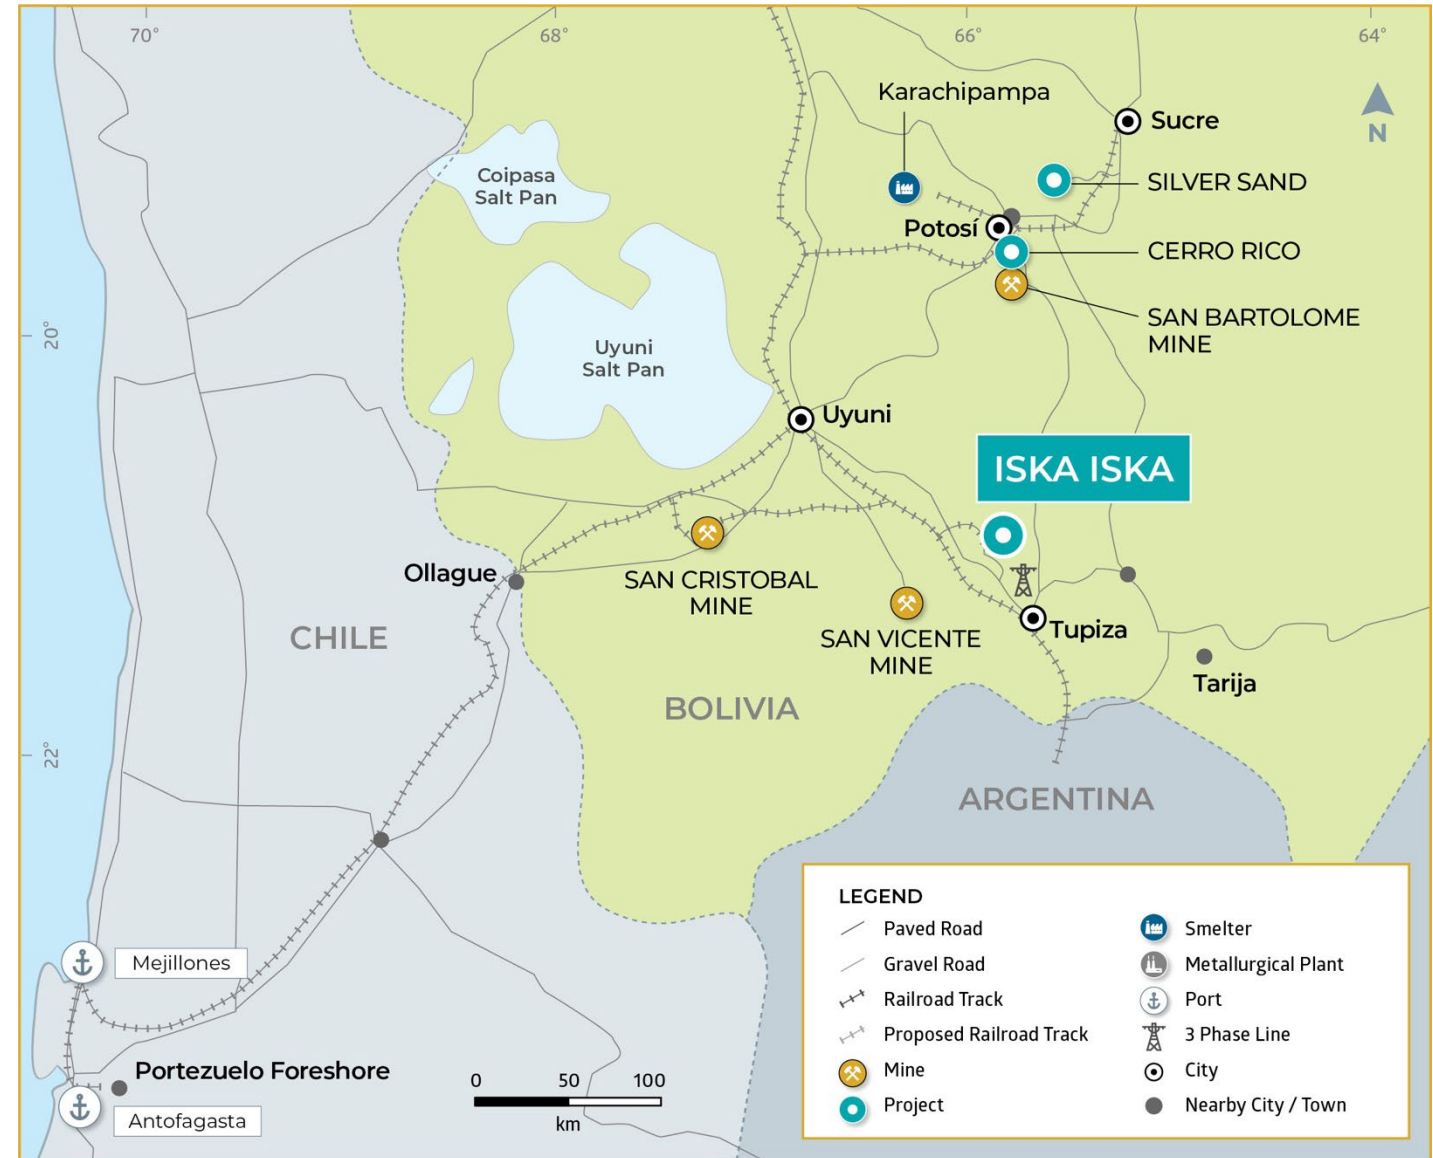 70°
68°
66°
64°
Karachipampa
Sucre
N
Coipasa
Salt Pan
SILVER SAND
Potosí
CERRO RICO
SAN BARTOLOME
MINE
20°
Uyuni
Salt Pan
Uyuni
ISKA ISKA
Ollague
SAN CRISTOBAL
MINE
CHILE
SAN VICENTE
MINE
Tupiza
Tarija
BOLIVIA
22°
ARGENTINA
Mejillones
Portezuelo Foreshore
Antofagasta
0 50 100
km
LEGEND
Paved Road
Gravel Road
Railroad Track
Proposed Railroad Track
Mine
Project
Smelter
Metallurgical Plant
Port
3 Phase Line
City
Nearby City / Town